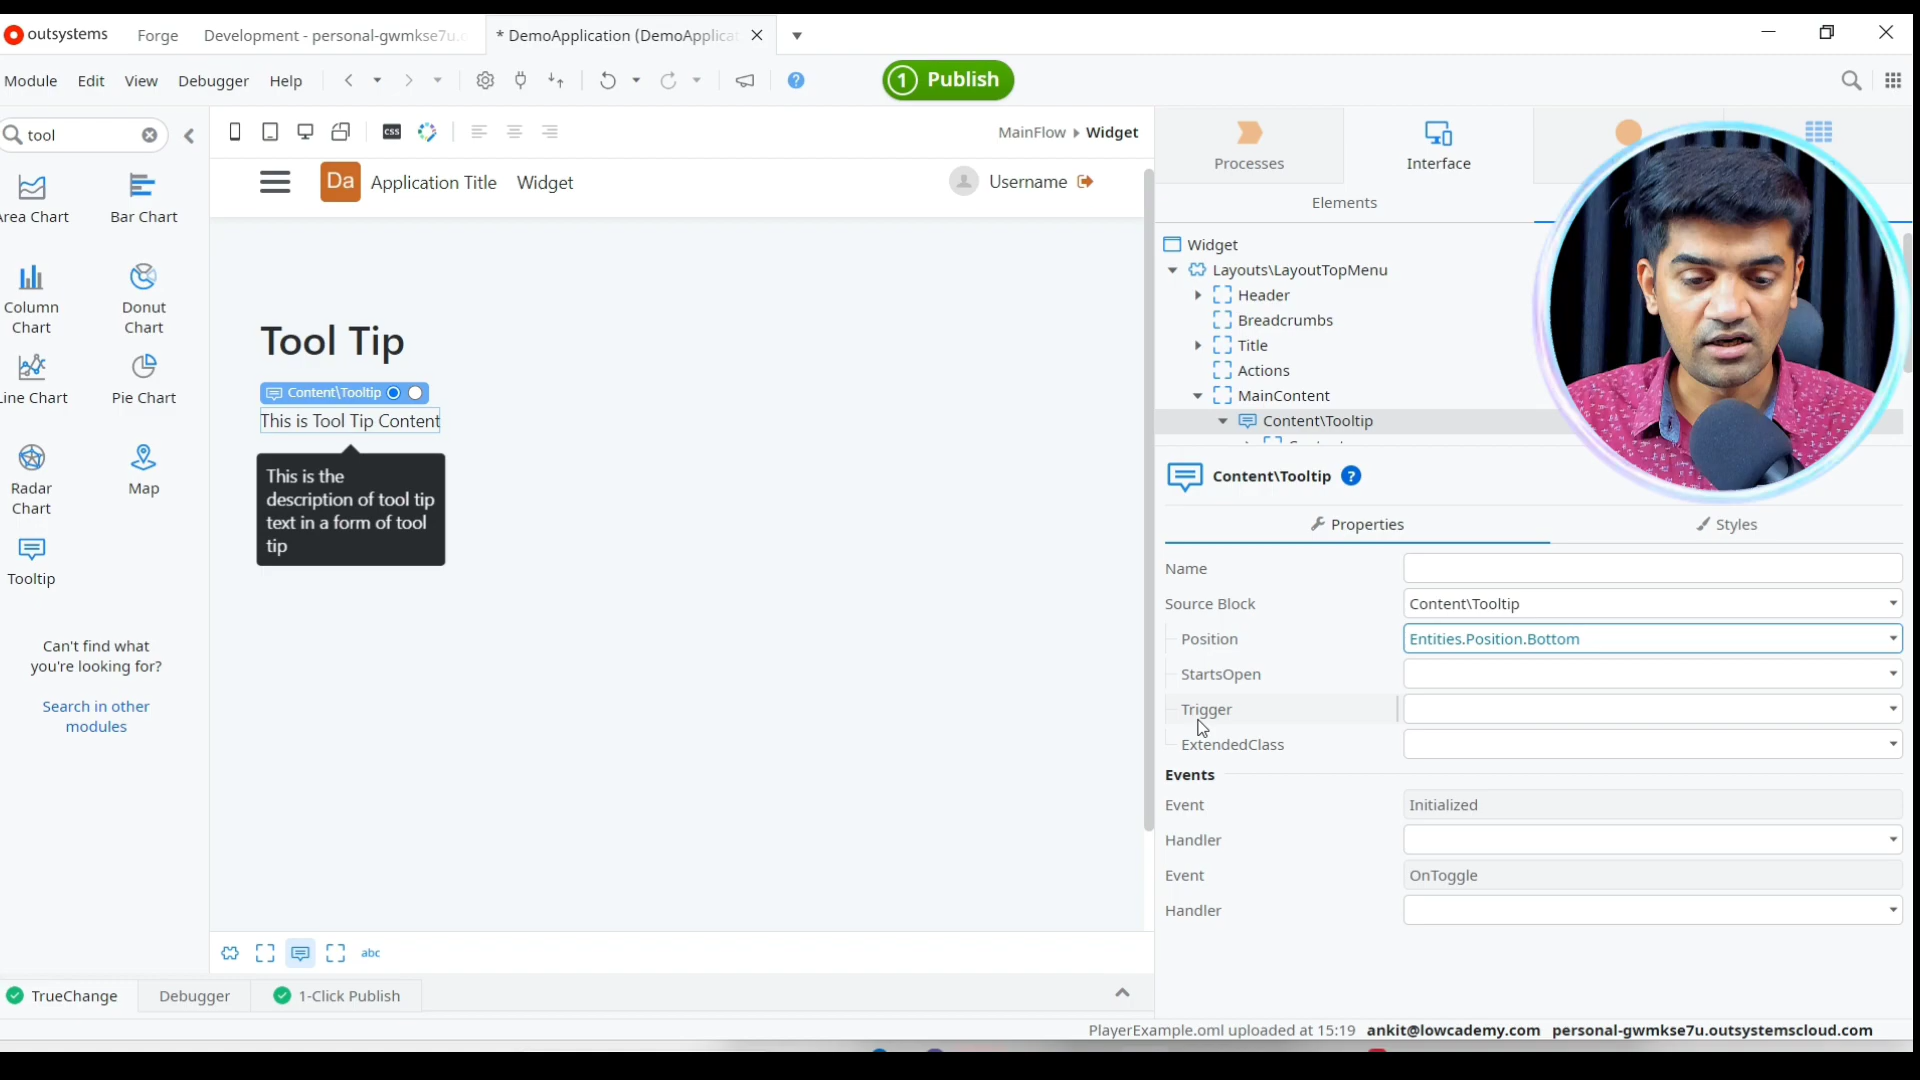 outsystems Forge Development - personal-gwmkse7u.o * DemoApplication (DemoApplicat
Module Edit View Debugger Help 1 Publish
tool
CSS
MainFlow Widget
Da Application Title Widget
Username
Area Chart
Bar Chart
Column Chart
Donut Chart
Line Chart
Pie Chart
Radar Chart
Map
Tooltip
Can't find what
you're looking for?
Search in other
modules
Tool Tip
Content\Tooltip
This is Tool Tip Content
This is the
description of tool tip
text in a form of tool
tip
abc
Processes
Interface
Elements
Widget
Layouts\LayoutTopMenu
Header
Breadcrumbs
Title
Actions
MainContent
Content\Tooltip
Content\Tooltip ?
Properties Styles
Name
Source Block Content\Tooltip
Position Entities.Position.Bottom
StartsOpen
Trigger
ExtendedClass
Events
Event Initialized
Handler
Event OnToggle
Handler
TrueChange Debugger 1-Click Publish
PlayerExample.oml uploaded at 15:19 ankit@lowcademy.com personal-gwmkse7u.outsystemscloud.com